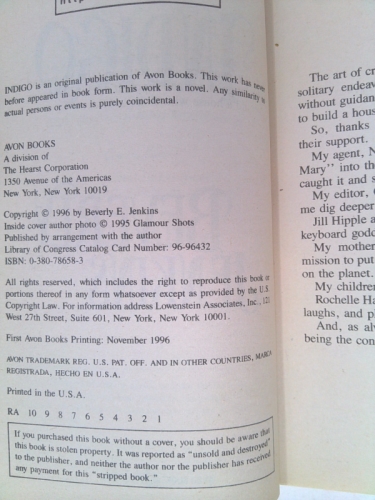 INDIGO is an original publication of Avon Books. This work has never
before appeared in book form. This work is a novel. Any similarity to
actual persons or events is purely coincidental.
AVON BOOKS
A division of
The Hearst Corporation
1350 Avenue of the Americas
New York, New York 10019
Copyright © 1996 by Beverly E. Jenkins
Inside cover author photo © 1995 Glamour Shots
Published by arrangement with the author
Library of Congress Catalog Card Number: 96-96432
ISBN: 0-380-78658-3
All rights reserved, which includes the right to reproduce this book or
portions thereof in any form whatsoever except as provided by the U.S.
Copyright Law. For information address Lowenstein Associates, Inc., 121
West 27th Street, Suite 601, New York, New York 10001.
First Avon Books Printing: November 1996
AVON TRADEMARK REG. U.S. PAT. OFF. AND IN OTHER COUNTRIES, MARCA
REGISTRADA, HECHO EN U.S.A.
Printed in the U.S.A.
RA 10 9 8 7 6 5 4 3 2 1
If you purchased this book without a cover, you should be aware that
this book is stolen property. It was reported as "unsold and destroyed"
to the publisher, and neither the author nor the publisher has received
any payment for this "stripped book."
The art of
solitary
without
to build a
So, thanks
their support.
My agent,
Mary" into the
caught it and
My editor,
me dig deeper
Jill Hipple
keyboard
My mother
mission to put
on the planet.
My
Rochelle
laughs, and
And, as
being the